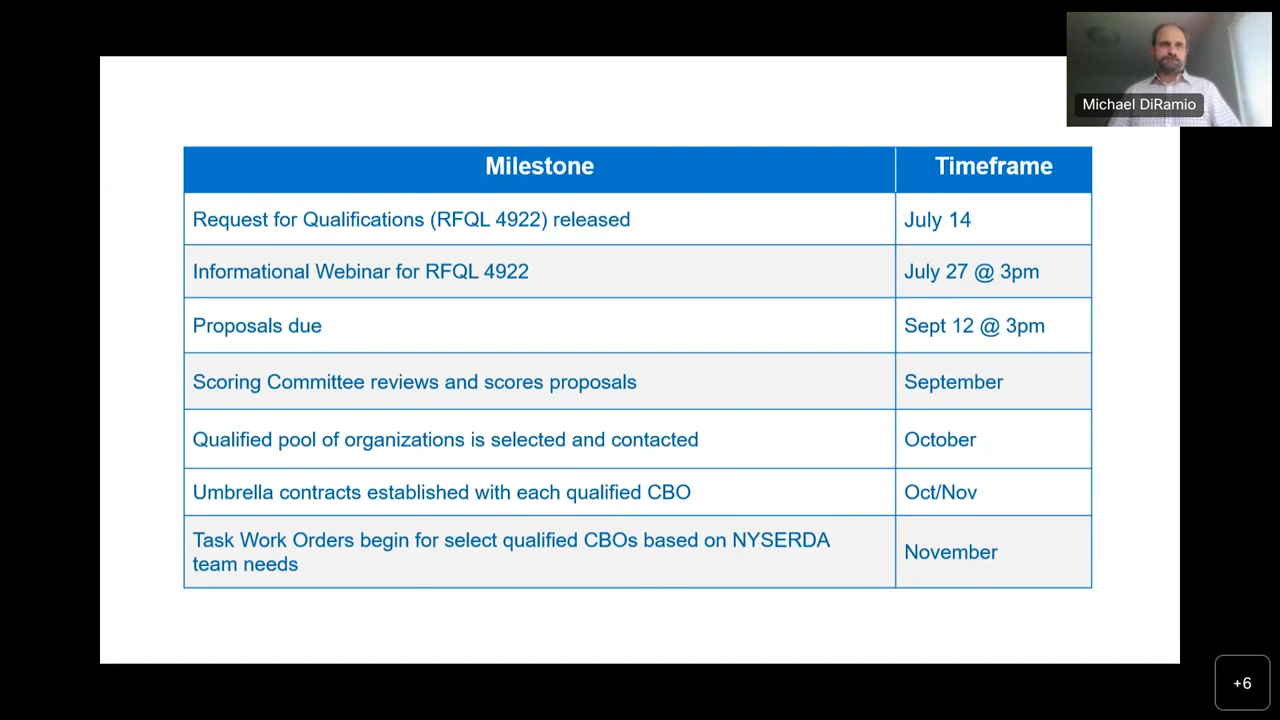 Michael DiRamio
Milestone
Timeframe
Request for Qualifications (RFQL 4922) released
July 14
Informational Webinar for RFQL 4922
July 27 @ 3pm
Proposals due
Sept 12 @ 3pm
Scoring Committee reviews and scores proposals
September
Qualified pool of organizations is selected and contacted
October
Umbrella contracts established with each qualified CBO
Oct/Nov
Task Work Orders begin for select qualified CBOs based on NYSERDA
team needs
November
+6